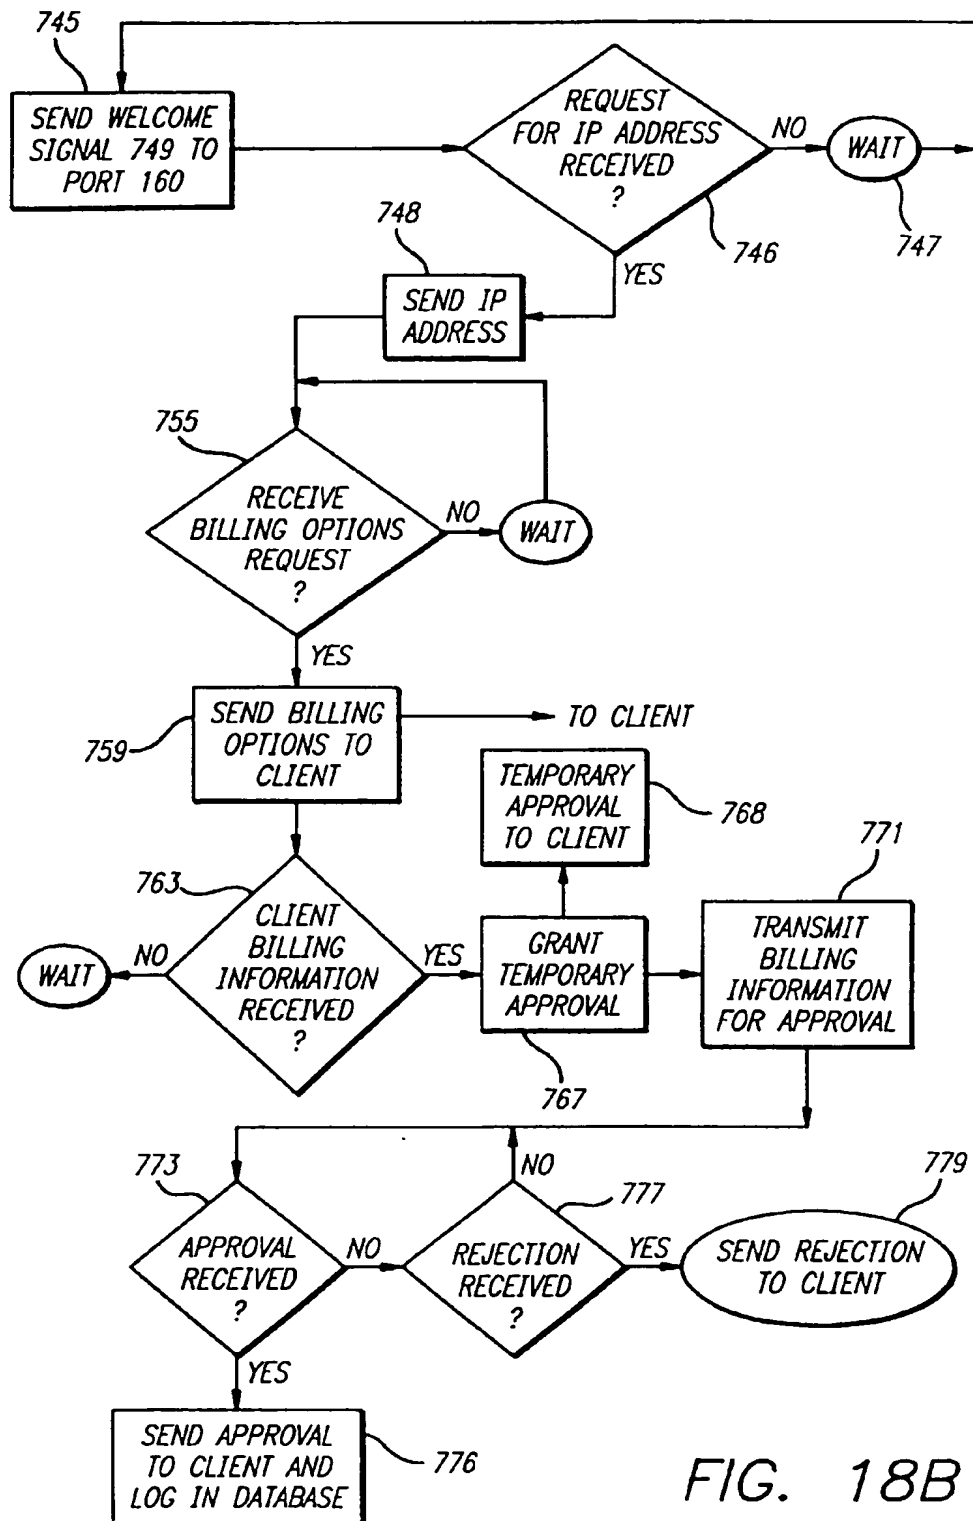 745
SEND WELCOME
SIGNAL 749 TO
PORT 160
REQUEST
FOR IP ADDRESS
RECEIVED
?
NO
WAIT
746
747
YES
748
SEND IP
ADDRESS
755
RECEIVE
BILLING OPTIONS
REQUEST
?
NO
WAIT
YES
759
SEND BILLING
OPTIONS TO
CLIENT
TO CLIENT
TEMPORARY
APPROVAL
TO CLIENT
768
763
CLIENT
BILLING
INFORMATION
RECEIVED
?
NO
WAIT
YES
GRANT
TEMPORARY
APPROVAL
767
771
TRANSMIT
BILLING
INFORMATION
FOR APPROVAL
773
APPROVAL
RECEIVED
?
NO
NO
777
REJECTION
RECEIVED
?
YES
779
SEND REJECTION
TO CLIENT
YES
SEND APPROVAL
TO CLIENT AND
LOG IN DATABASE
776
FIG. 18B